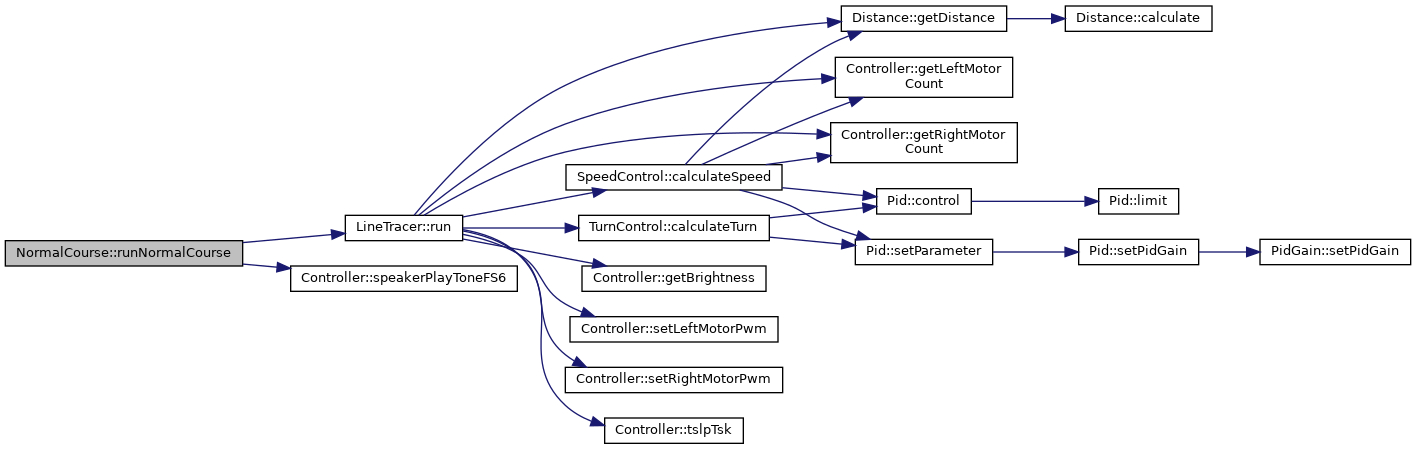 NormalCourse::runNormalCourse
LineTracer::run
Controller::speakerPlayToneFS6
Distance::getDistance
Distance::calculate
Controller::getLeftMotor
Count
Controller::getRightMotor
Count
SpeedControl::calculateSpeed
Pid::control
Pid::limit
TurnControl::calculateTurn
Pid::setParameter
Pid::setPidGain
PidGain::setPidGain
Controller::getBrightness
Controller::setLeftMotorPwm
Controller::setRightMotorPwm
Controller::tslpTsk